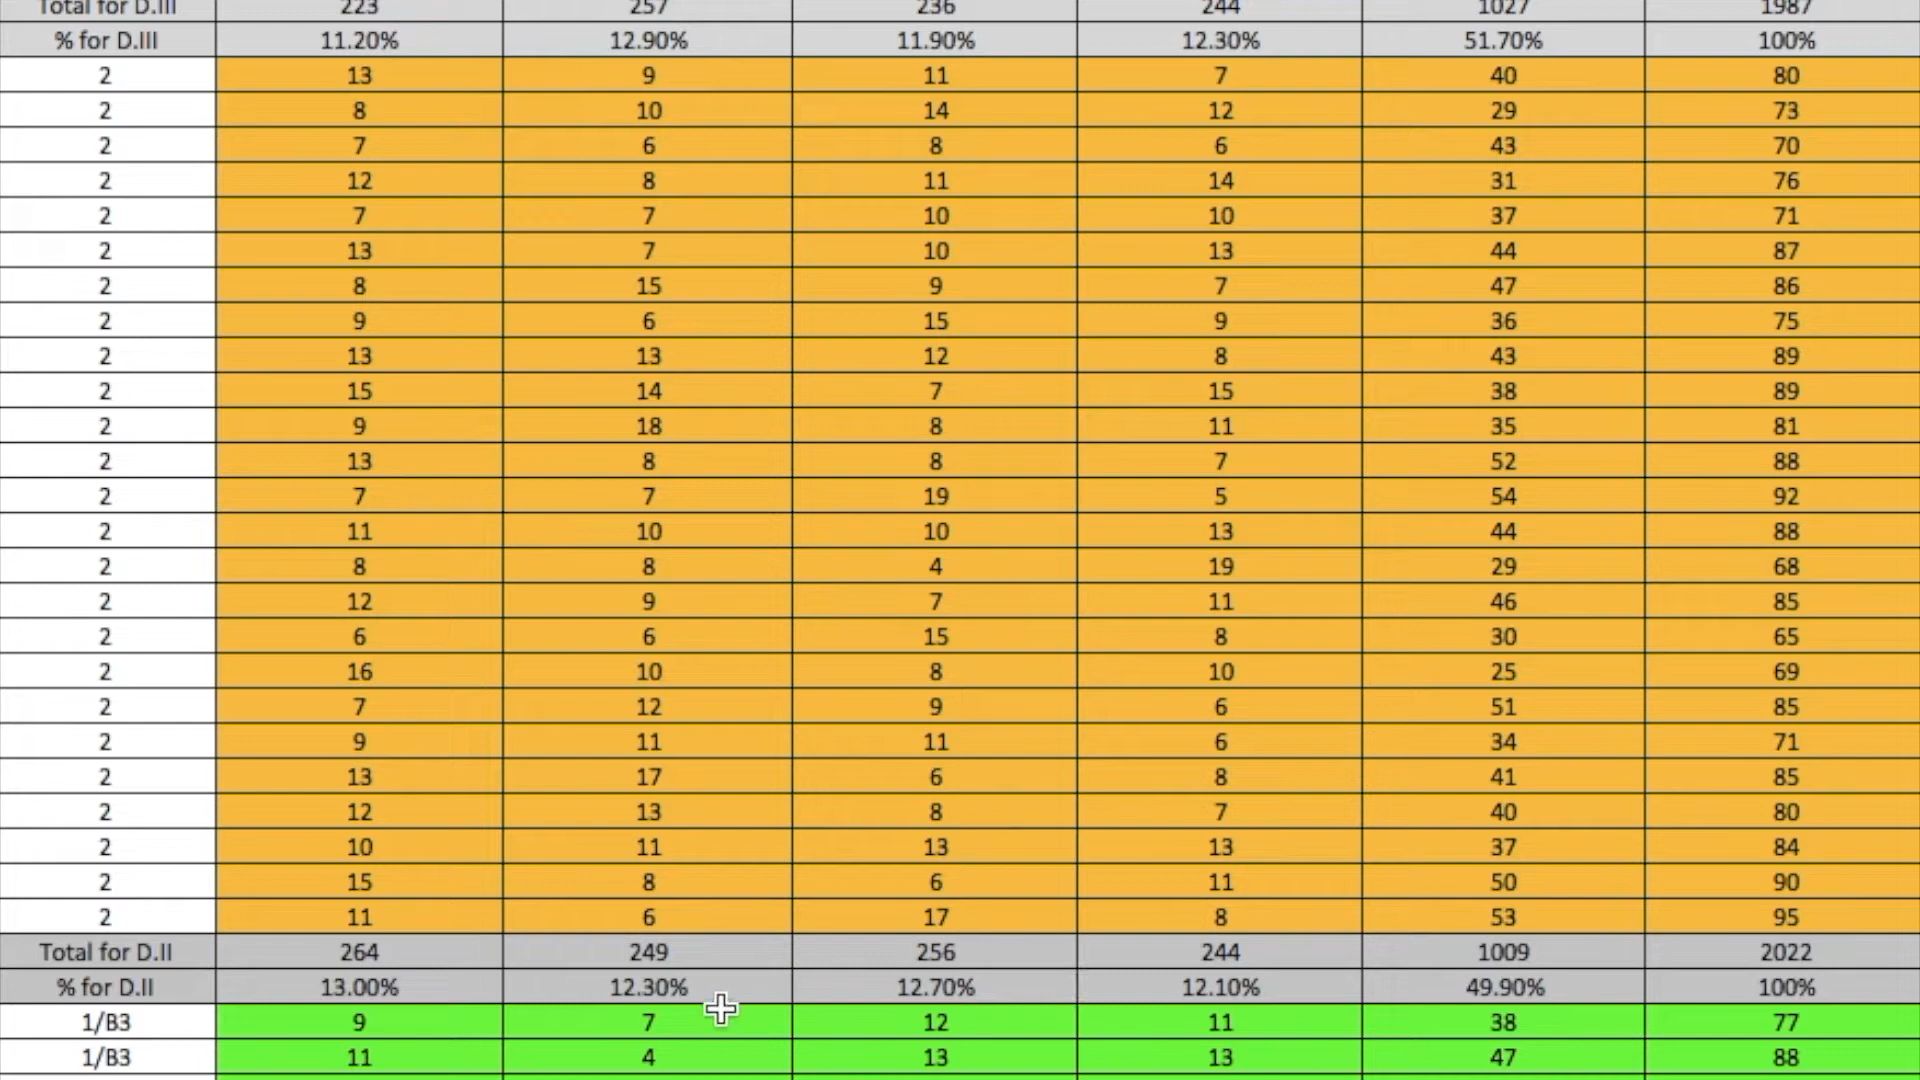 Total for D.III 223 257 236 244 1027 1987
% for D.III 11.20% 12.90% 11.90% 12.30% 51.70% 100%
2 13 9 11 7 40 80
2 8 10 14 12 29 73
2 7 6 8 6 43 70
2 12 8 11 14 31 76
2 7 7 10 10 37 71
2 13 7 10 13 44 87
2 8 15 9 7 47 86
2 9 6 15 9 36 75
2 13 13 12 8 43 89
2 15 14 7 15 38 89
2 9 18 8 11 35 81
2 13 8 8 7 52 88
2 7 7 19 5 54 92
2 11 10 10 13 44 88
2 8 8 4 19 29 68
2 12 9 7 11 46 85
2 6 6 15 8 30 65
2 16 10 8 10 25 69
2 7 12 9 6 51 85
2 9 11 11 6 34 71
2 13 17 6 8 41 85
2 12 13 8 7 40 80
2 10 11 13 13 37 84
2 15 8 6 11 50 90
2 11 6 17 8 53 95
Total for D.II 264 249 256 244 1009 2022
% for D.II 13.00% 12.30% 12.70% 12.10% 49.90% 100%
1/B3 9 7 12 11 38 77
1/B3 11 4 13 13 47 88